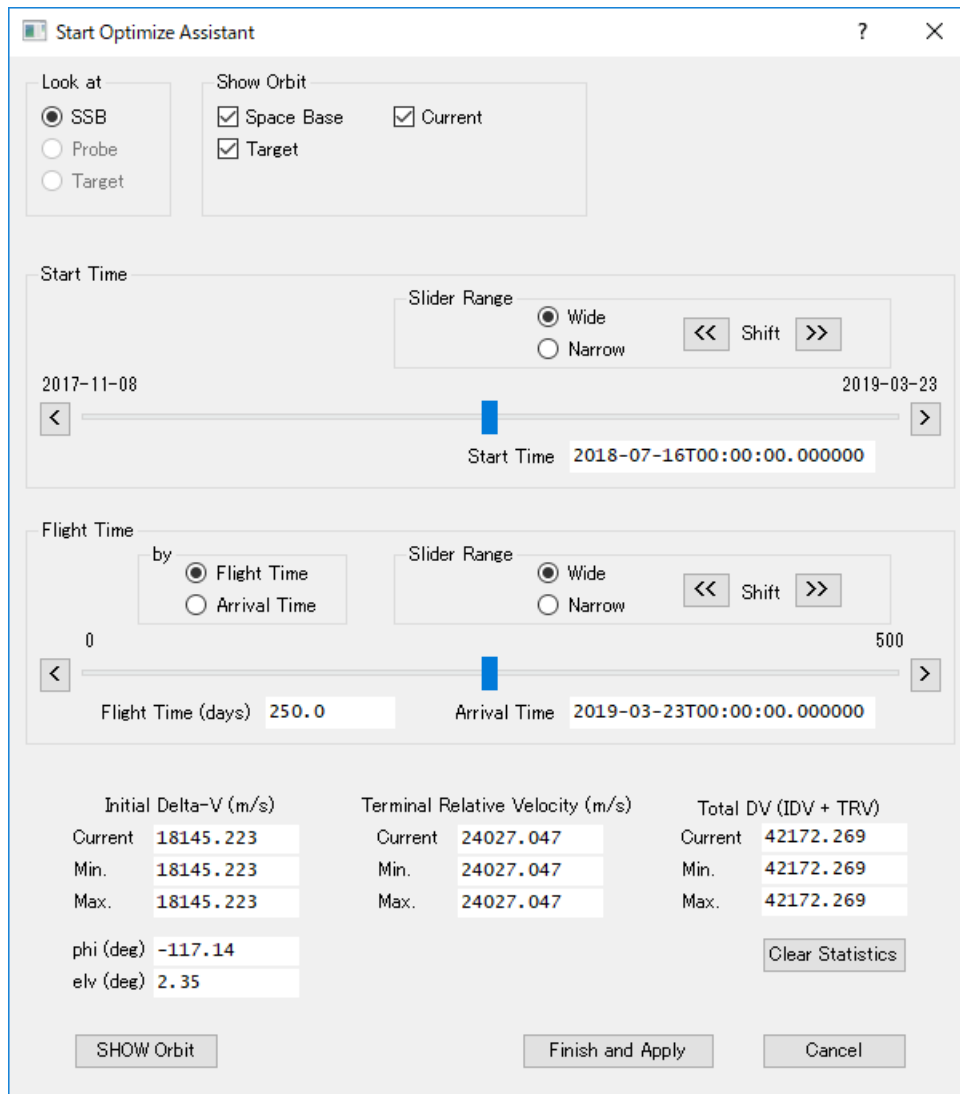 Start Optimize Assistant ?
Look at
SSB
Probe
Target
Show Orbit
Space Base Current
Target
Start Time
Slider Range
Wide
Narrow
<< Shift >>
2017-11-08 2019-03-23
< >
Start Time 2018-07-16T00:00:00.000000
Flight Time
by
Flight Time
Arrival Time
Slider Range
Wide
Narrow
<< Shift >>
0 500
< >
Flight Time (days) 250.0 Arrival Time 2019-03-23T00:00:00.000000
Initial Delta-V (m/s)
Current 18145.223
Min. 18145.223
Max. 18145.223
phi (deg) -117.14
elv (deg) 2.35
Terminal Relative Velocity (m/s)
Current 24027.047
Min. 24027.047
Max. 24027.047
Total DV (IDV + TRV)
Current 42172.269
Min. 42172.269
Max. 42172.269
Clear Statistics
SHOW Orbit Finish and Apply Cancel